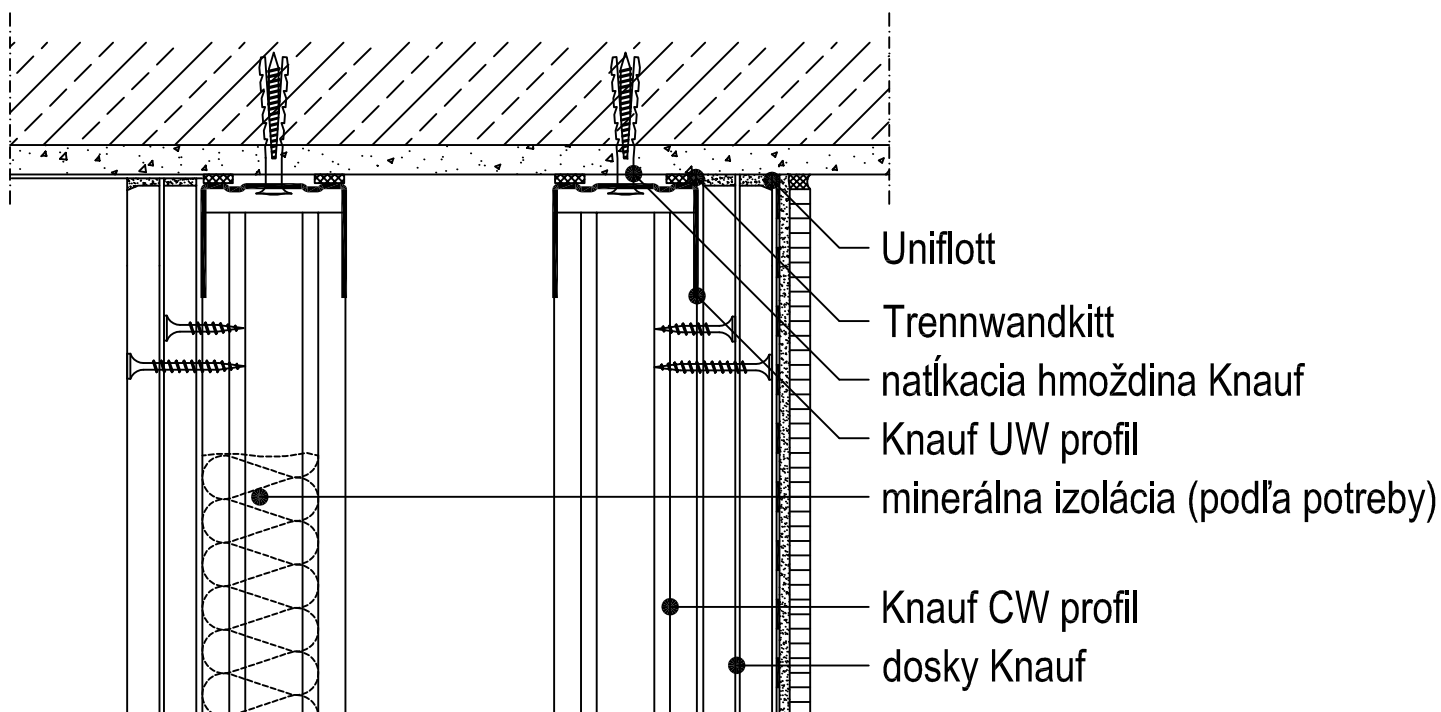 Uniflott
Trennwandkitt
natĺkacia hmoždina Knauf
Knauf UW profil
minerálna izolácia (podľa potreby)
Knauf CW profil
dosky Knauf